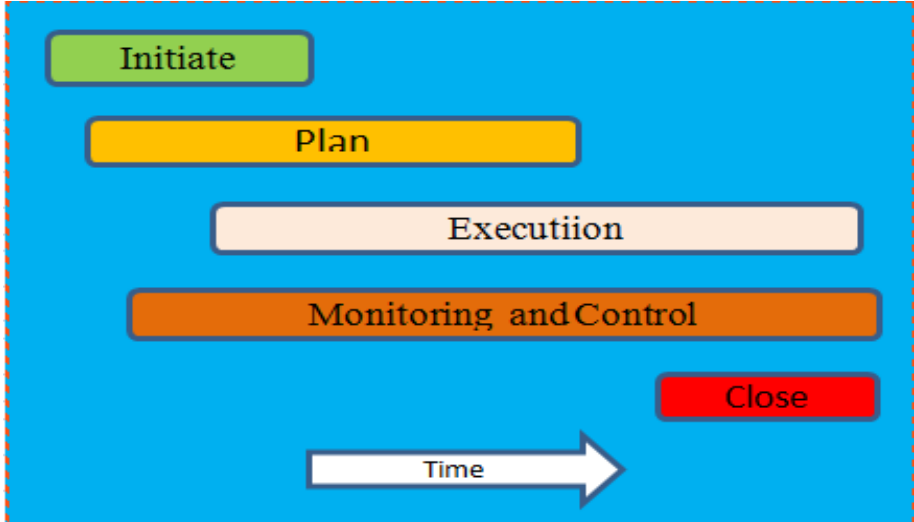 Initiate
Plan
Executiion
Monitoring and Control
Close
Time